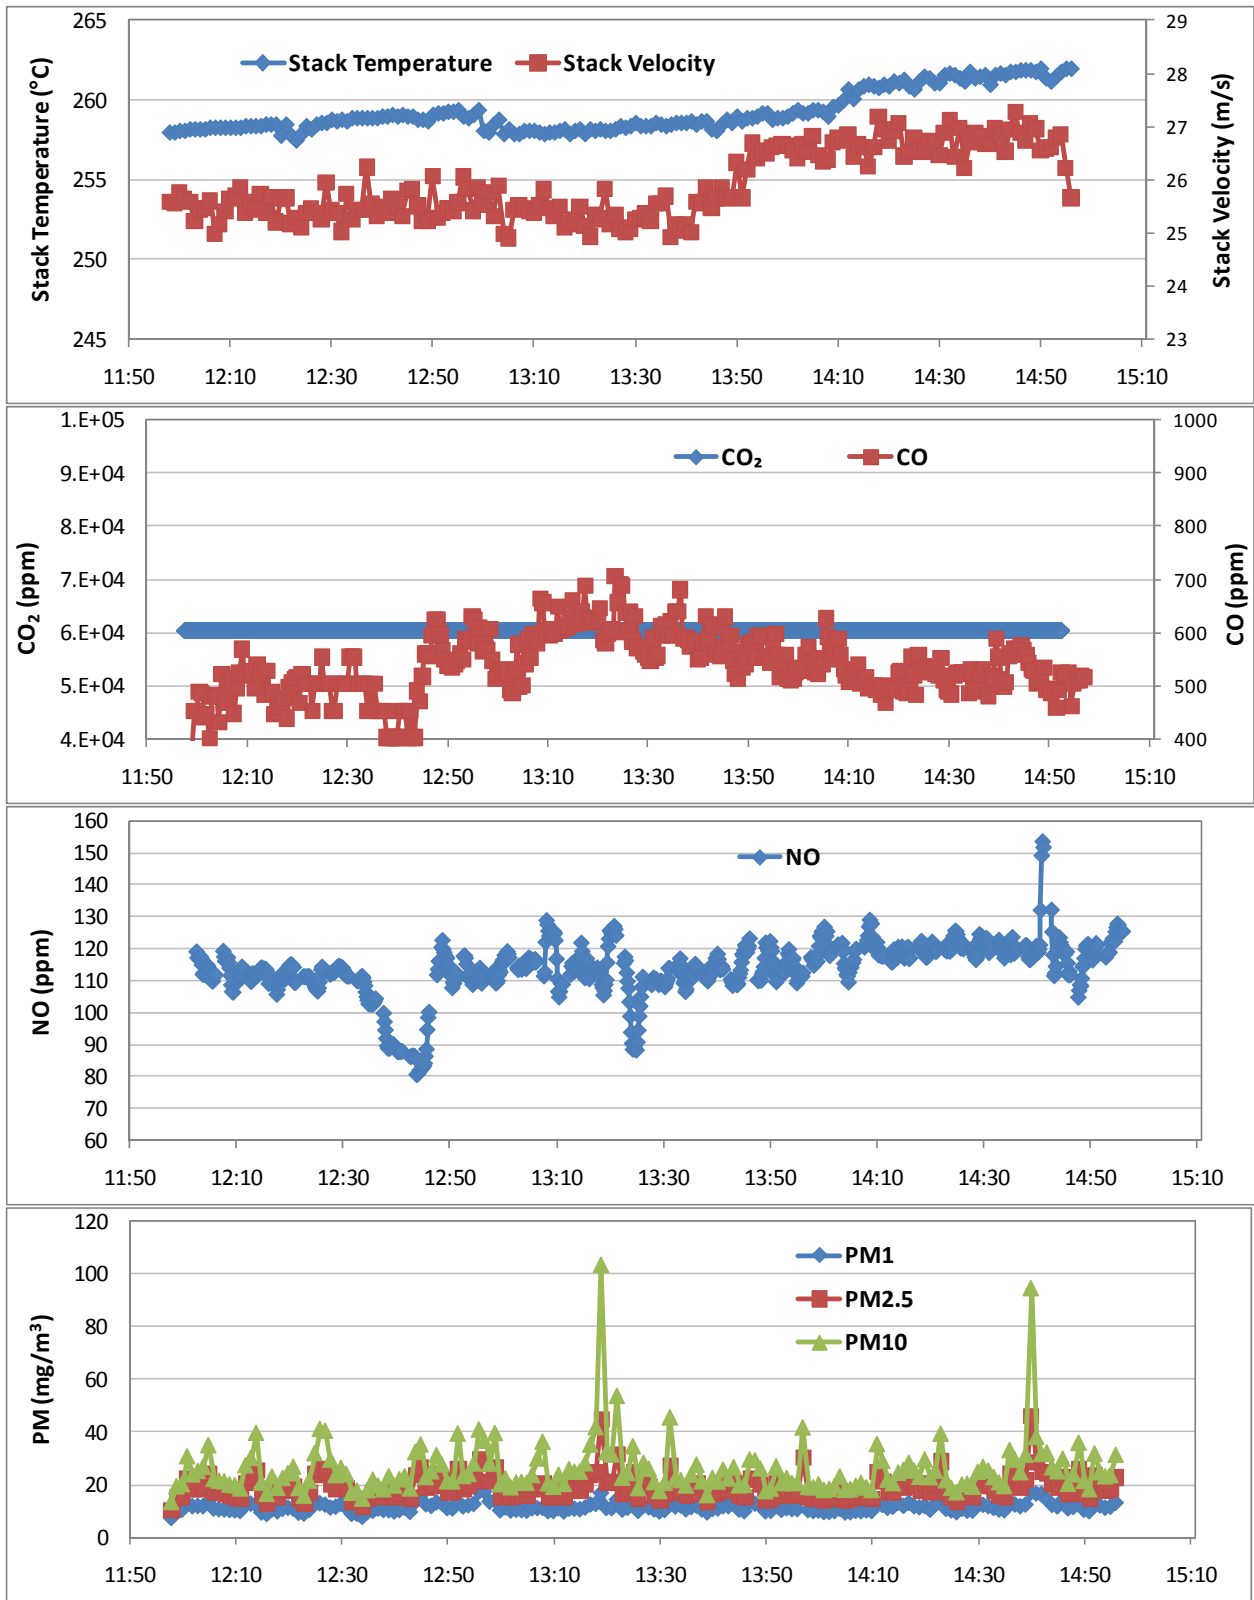 265
260
255
250
245
Stack Temperature (°C)
Stack Temperature
Stack Velocity
29
28
27
26
25
24
23
Stack Velocity (m/s)
11:50 12:10 12:30 12:50 13:10 13:30 13:50 14:10 14:30 14:50 15:10
1.E+05
9.E+04
8.E+04
7.E+04
6.E+04
5.E+04
4.E+04
CO₂ (ppm)
CO₂
CO
1000
900
800
700
600
500
400
CO (ppm)
11:50 12:10 12:30 12:50 13:10 13:30 13:50 14:10 14:30 14:50 15:10
160
150
140
130
120
110
100
90
80
70
60
NO (ppm)
NO
11:50 12:10 12:30 12:50 13:10 13:30 13:50 14:10 14:30 14:50 15:10
120
100
80
60
40
20
0
PM (mg/m³)
PM1
PM2.5
PM10
11:50 12:10 12:30 12:50 13:10 13:30 13:50 14:10 14:30 14:50 15:10